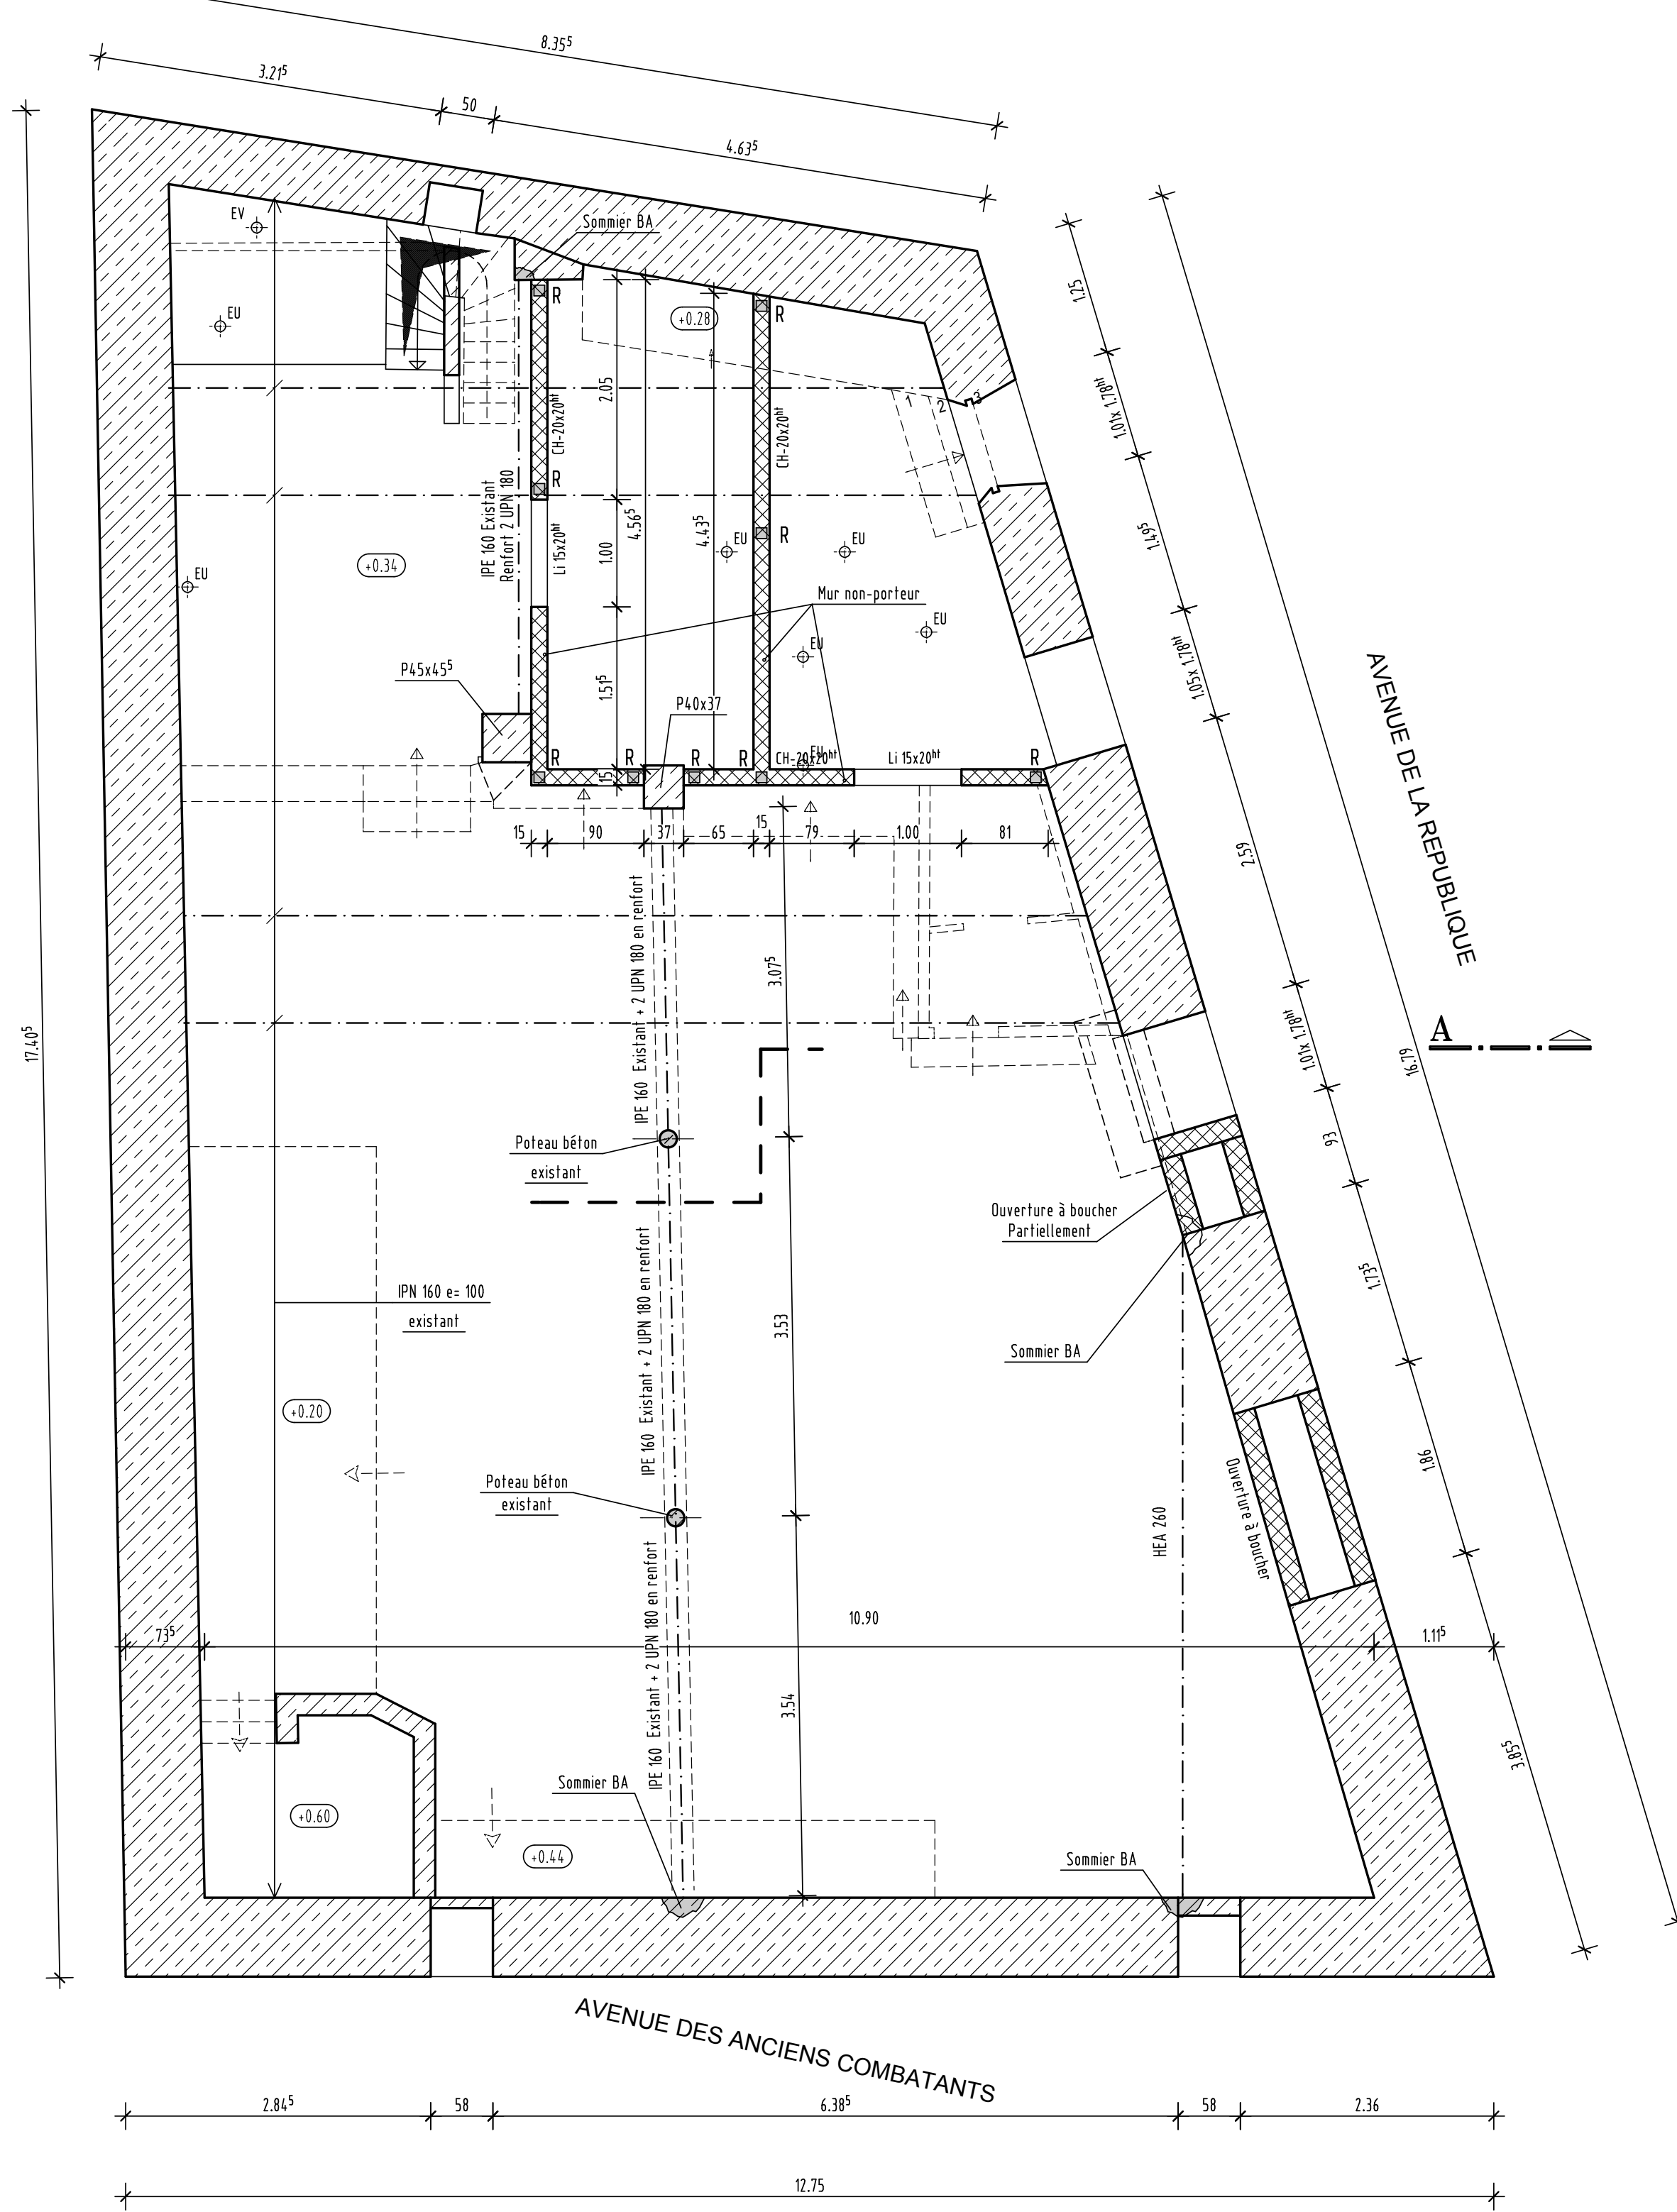 8.35⁵
3.21⁵
50
4.63⁵
EV
Sommier BA
EU
R
R
+0.28
1.25
2.05
CH-20x20ht
CH-20x20ht
1
2
3
1.01x 1.78ht
IPE 160 Existant
Renfort 2 UPN 180
R
R
4.56⁵
4.43⁵
Li 15x20ht
1.00
EU
EU
1.49⁵
+0.34
EU
Mur non-porteur
EU
EU
1.05x 1.78ht
P45x45⁵
1.51⁵
P40x37
AVENUE DE LA REPUBLIQUE
R
R
R
R
CH-20x20ht
EU
Li 15x20ht
R
15
15
90
37
65
15
79
1.00
81
2.59
IPE 160 Existant + 2 UPN 180 en renfort
3.07⁵
17.40⁵
A
1.01x 1.78ht
16.79
Poteau béton
existant
93
Ouverture à boucher
Partiellement
IPN 160 e= 100
existant
IPE 160 Existant + 2 UPN 180 en renfort
3.53
Sommier BA
1.73⁵
+0.20
1.86
Poteau béton
existant
HEA 260
Ouverture à boucher
IPE 160 Existant + 2 UPN 180 en renfort
73⁵
10.90
1.11⁵
3.54
3.85⁵
Sommier BA
+0.60
+0.44
Sommier BA
AVENUE DES ANCIENS COMBATANTS
2.84⁵
58
6.38⁵
58
2.36
12.75